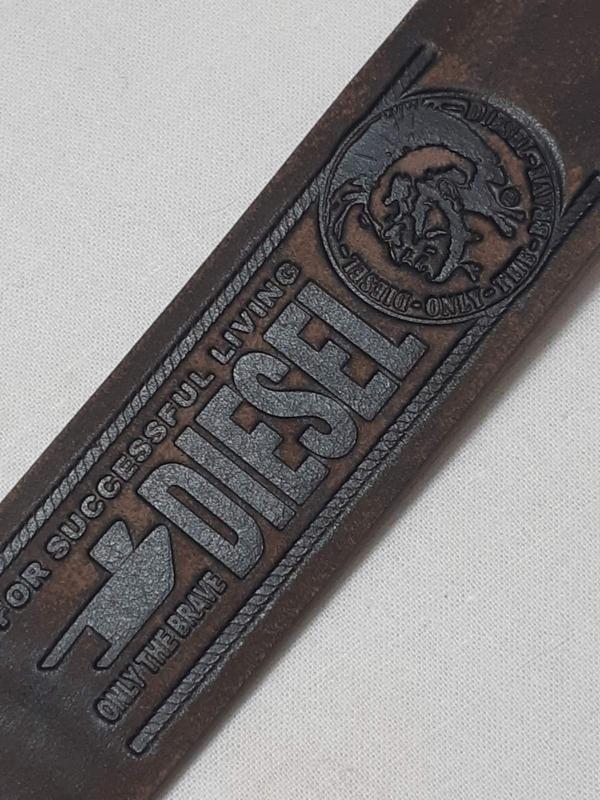 FOR SUCCESSFUL LIVING
DIESEL
ONLY THE BRAVE
DIESEL - ONLY - THE - BRAVE - DIESEL